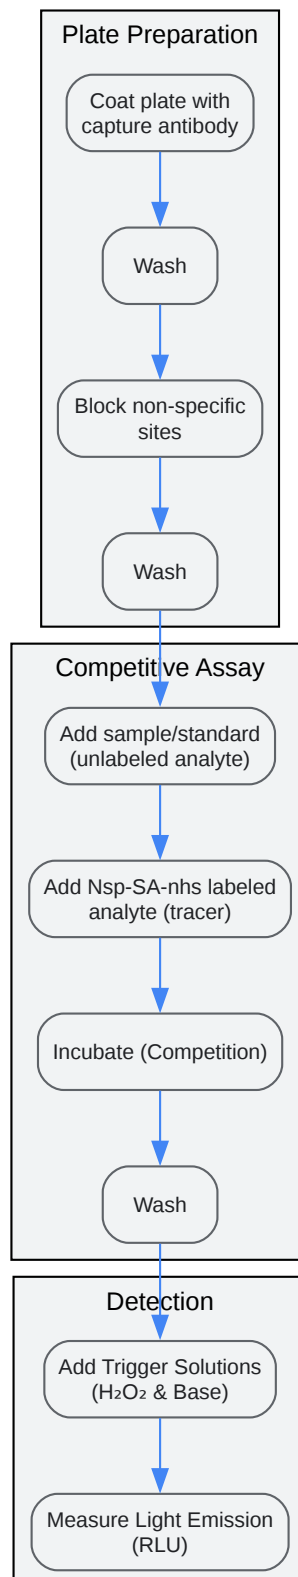 Plate Preparation
Coat plate with
capture antibody
Wash
Block non-specific
sites
Wash
Competitive Assay
Add sample/standard
(unlabeled analyte)
Add Nsp-SA-nhs labeled
analyte (tracer)
Incubate (Competition)
Wash
Detection
Add Trigger Solutions
(H₂O₂ & Base)
Measure Light Emission
(RLU)